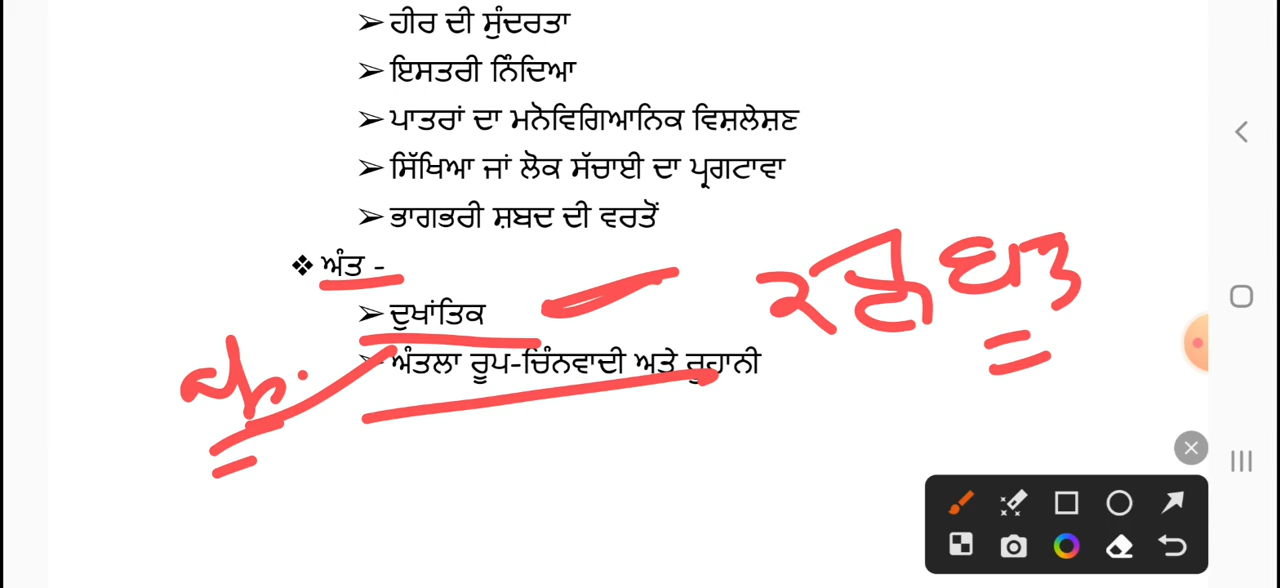 ➢ ਹੀਰ ਦੀ ਸੁੰਦਰਤਾ
➢ ਇਸਤਰੀ ਨਿੰਦਿਆ
➢ ਪਾਤਰਾਂ ਦਾ ਮਨੋਵਿਗਿਆਨਿਕ ਵਿਸ਼ਲੇਸ਼ਣ
➢ ਸਿੱਖਿਆ ਜਾਂ ਲੋਕ ਸੱਚਾਈ ਦਾ ਪ੍ਰਗਟਾਵਾ
➢ ਭਾਗਭਰੀ ਸ਼ਬਦ ਦੀ ਵਰਤੋਂ
❖ ਅੰਤ -
➢ ਦੁਖਾਂਤਿਕ
➢ ਅੰਤਲਾ ਰੂਪ-ਚਿੰਨਵਾਦੀ ਅਤੇ ਰੁਹਾਨੀ